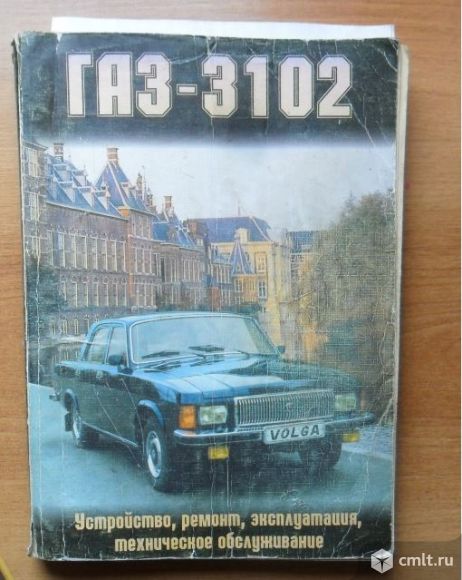 ГАЗ-3102
VOLGA
Устройство, ремонт, эксплуатация,
техническое обслуживание
cmlt.ru